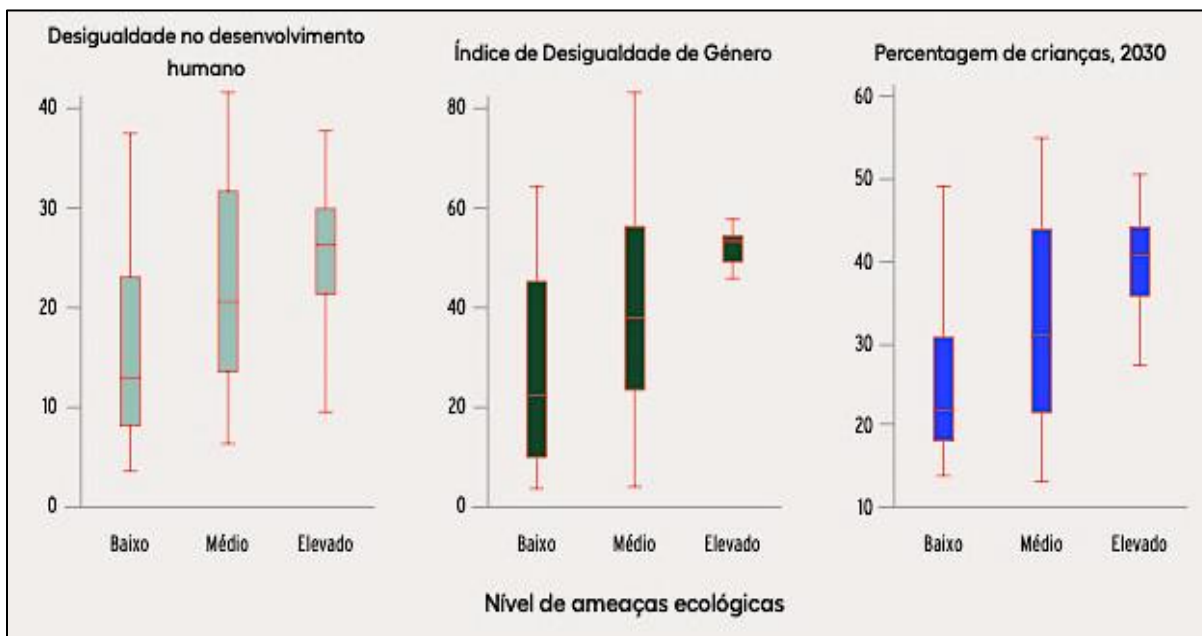 Desigualdade no desenvolvimento
humano
40
30
20
10
0
Baixo Médio Elevado
Índice de Desigualdade de Género
80
60
40
20
0
Baixo Médio Elevado
Percentagem de crianças, 2030
60
50
40
30
20
10
Baixo Médio Elevado
Nível de ameaças ecológicas